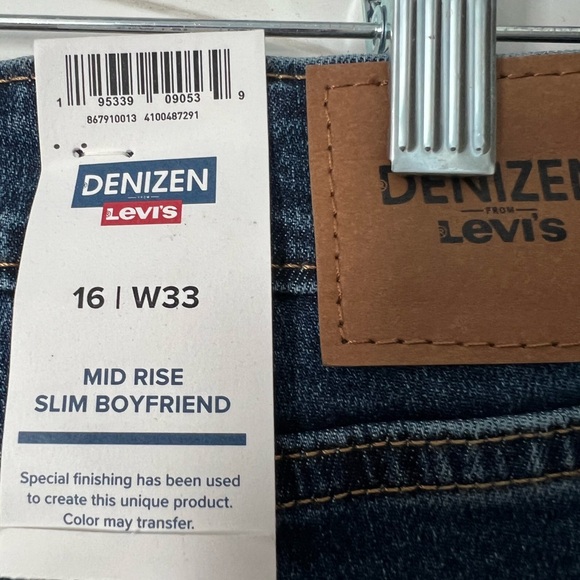 1 95339 09053 9
867910013 4100487291
DENIZEN
FROM
Levi's
16 | W33
MID RISE
SLIM BOYFRIEND
Special finishing has been used
to create this unique product.
Color may transfer.
DENIZEN
FROM
Levi's